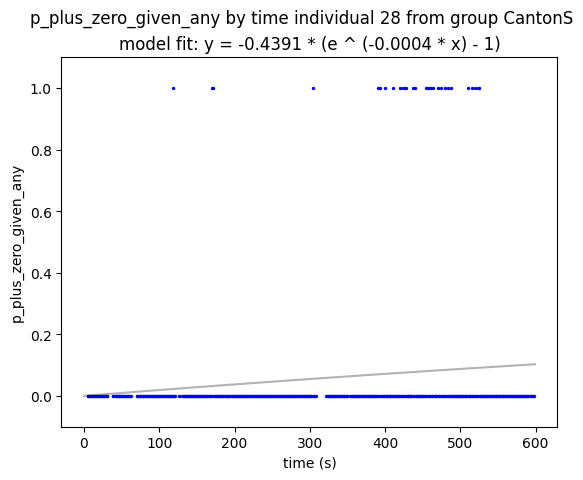 p_plus_zero_given_any by time individual 28 from group CantonS
model fit: y = -0.4391 * (e ^ (-0.0004 * x) - 1)
1.0
0.8
0.6
0.4
0.2
0.0
p_plus_zero_given_any
0 100 200 300 400 500 600
time (s)